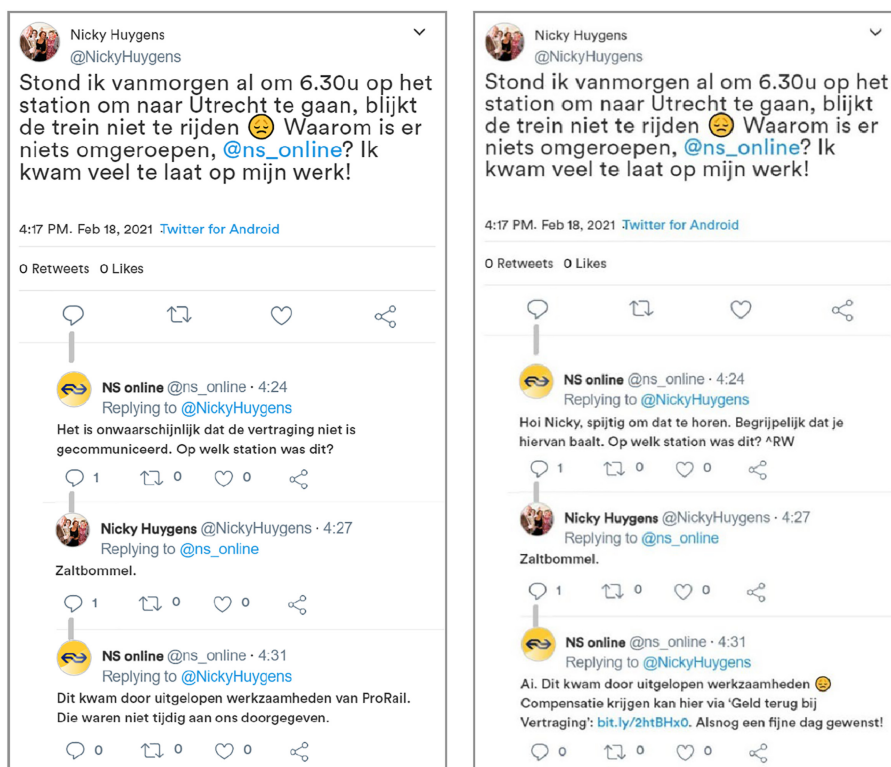 Nicky Huygens
@NickyHuygens
Stond ik vanmorgen al om 6.30u op het
station om naar Utrecht te gaan, blijkt
de trein niet te rijden 😞 Waarom is er
niets omgeroepen, @ns_online? Ik
kwam veel te laat op mijn werk!
4:17 PM. Feb 18, 2021 Twitter for Android
0 Retweets 0 Likes
NS online @ns_online · 4:24
Replying to @NickyHuygens
Het is onwaarschijnlijk dat de vertraging niet is
gecommuniceerd. Op welk station was dit?
1 0 0
Nicky Huygens @NickyHuygens · 4:27
Replying to @ns_online
Zaltbommel.
1 0 0
NS online @ns_online · 4:31
Replying to @NickyHuygens
Dit kwam door uitgelopen werkzaamheden van ProRail.
Die waren niet tijdig aan ons doorgegeven.
0 0 0
Nicky Huygens
@NickyHuygens
Stond ik vanmorgen al om 6.30u op het
station om naar Utrecht te gaan, blijkt
de trein niet te rijden 😞 Waarom is er
niets omgeroepen, @ns_online? Ik
kwam veel te laat op mijn werk!
4:17 PM. Feb 18, 2021 Twitter for Android
0 Retweets 0 Likes
NS online @ns_online · 4:24
Replying to @NickyHuygens
Hoi Nicky, spijtig om dat te horen. Begrijpelijk dat je
hiervan baalt. Op welk station was dit? ^RW
1 0 0
Nicky Huygens @NickyHuygens · 4:27
Replying to @ns_online
Zaltbommel.
1 0 0
NS online @ns_online · 4:31
Replying to @NickyHuygens
Ai. Dit kwam door uitgelopen werkzaamheden 😞
Compensatie krijgen kan hier via ‘Geld terug bij
Vertraging’: bit.ly/2htBHx0. Alsnog een fijne dag gewenst!
0 0 0